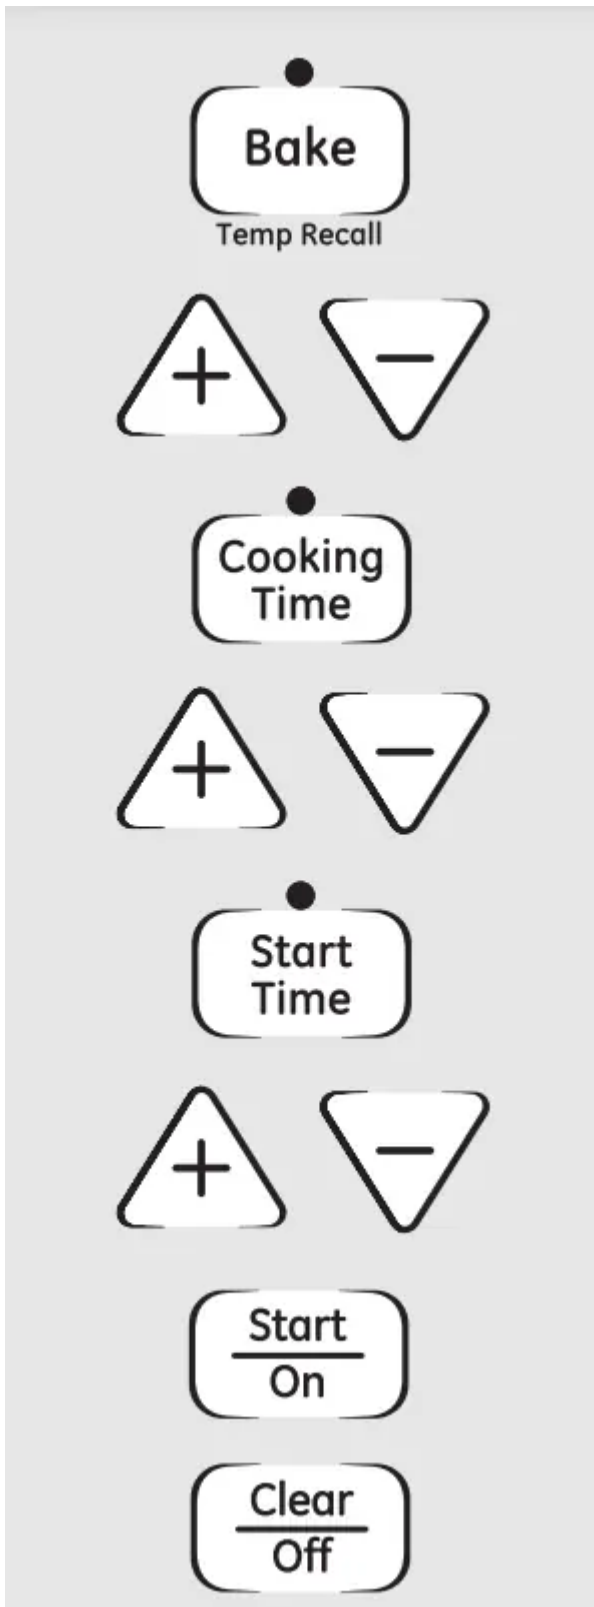 Bake
Temp Recall
+ −
Cooking
Time
+ −
Start
Time
+ −
Start
On
Clear
Off